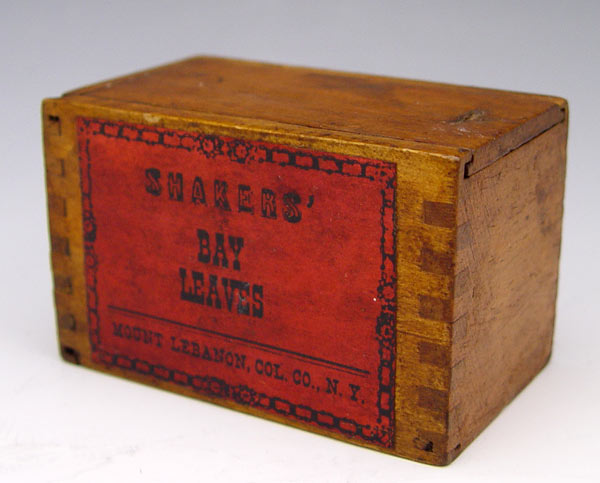 SHAKERS'
BAY
LEAVES
MOUNT LEBANON, COL. CO., N. Y.